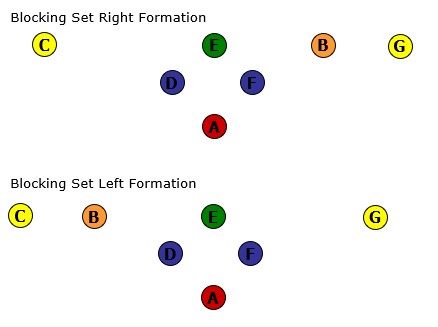 Blocking Set Right Formation
C E B G
D F
A
Blocking Set Left Formation
C B E G
D F
A